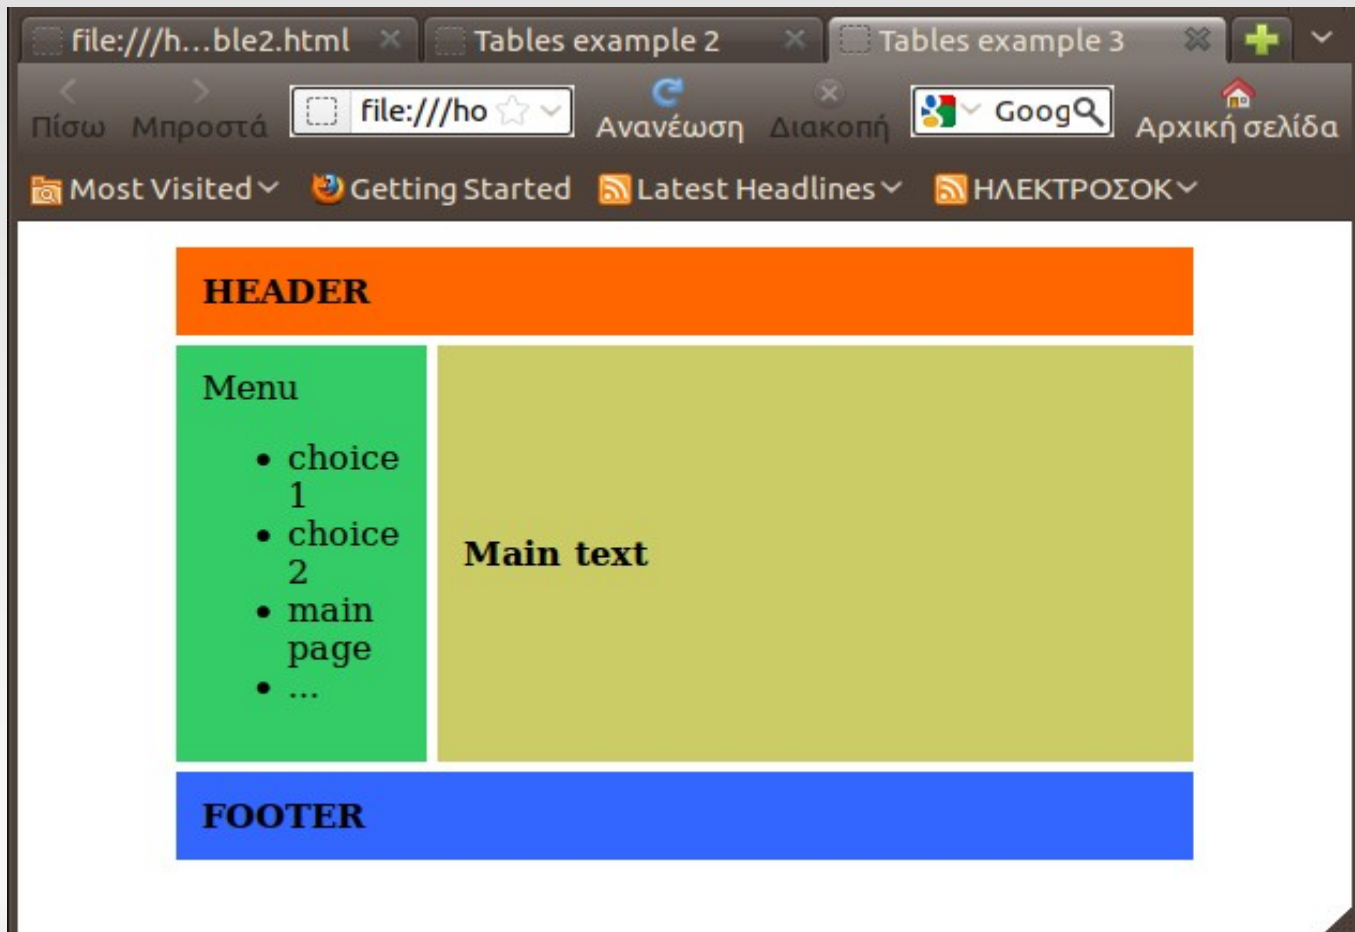 file:///h...ble2.html
Tables example 2
Tables example 3
Πίσω Μπροστά file:///ho Ανανέωση Διακοπή Goog Αρχική σελίδα
Most Visited Getting Started Latest Headlines ΗΛΕΚΤΡΟΣΟΚ
HEADER
Menu
• choice
1
• choice
2
• main
page
• ...
Main text
FOOTER